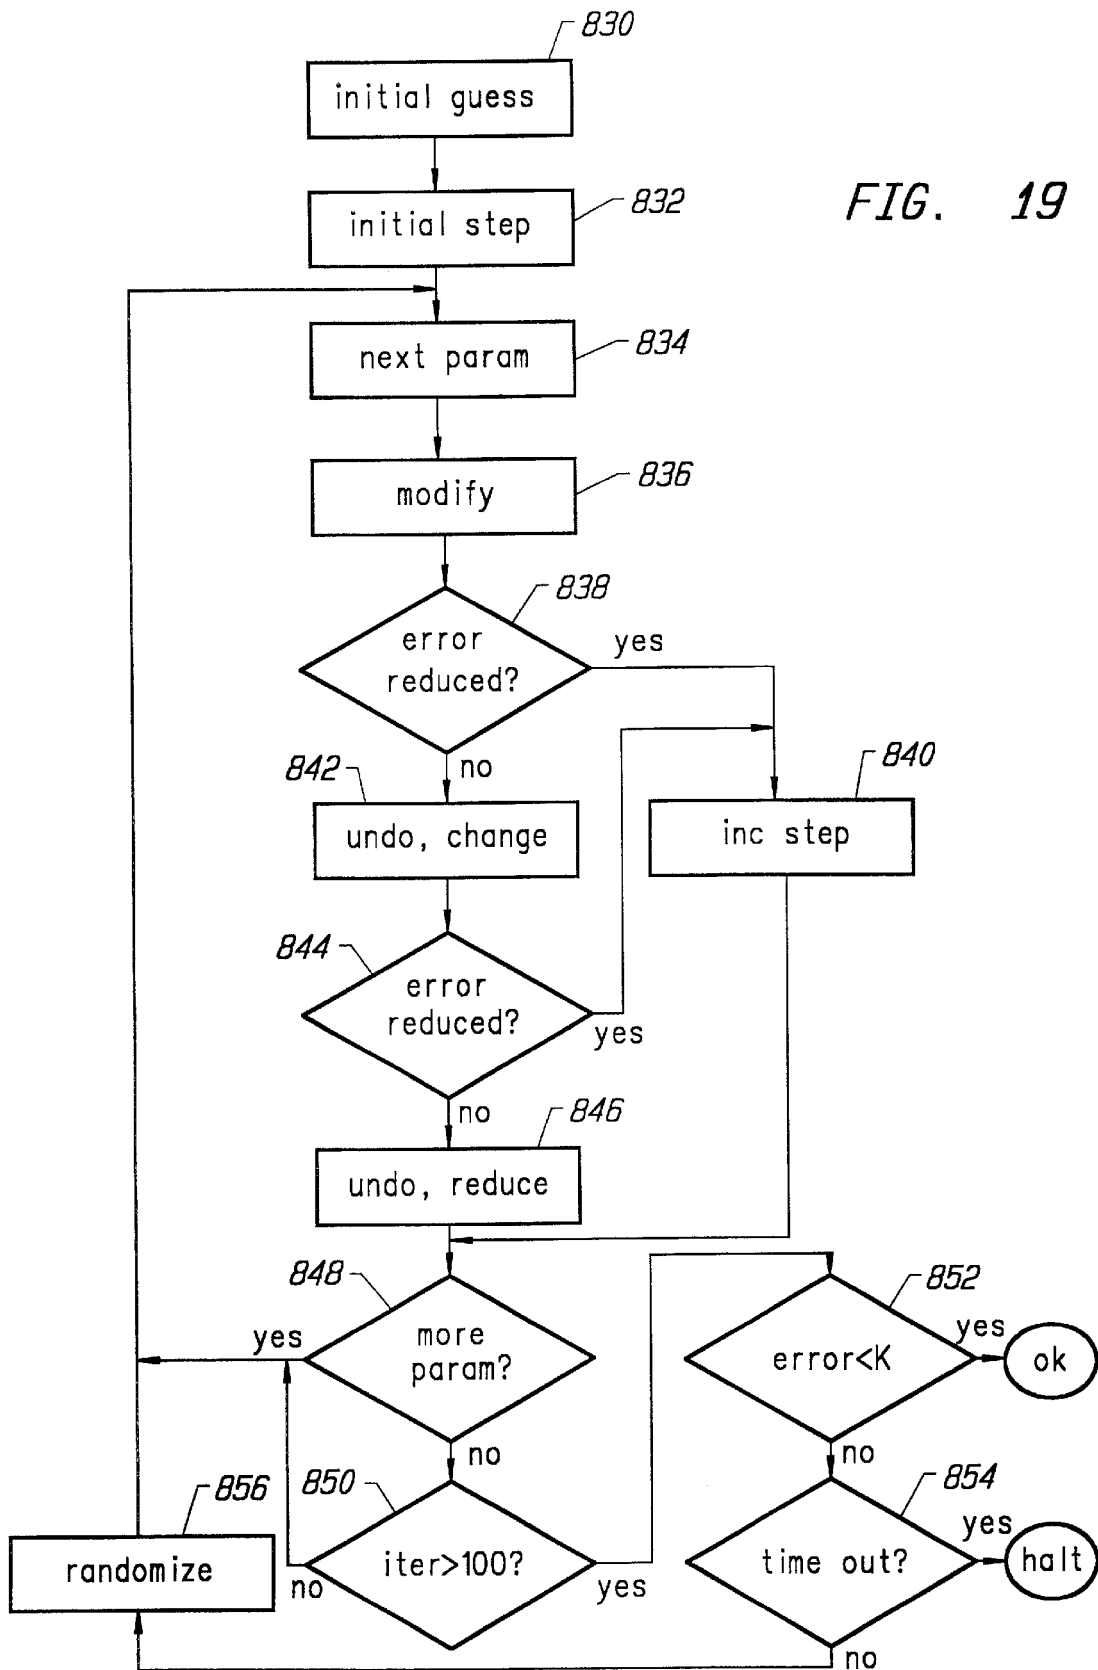 830
initial guess
832
FIG. 19
initial step
834
next param
836
modify
838
error
reduced?
yes
no
842
840
undo, change
inc step
844
error
reduced?
yes
no
846
undo, reduce
848
852
yes
more
param?
error<K
yes
ok
no
no
856
850
854
randomize
no
iter>100?
yes
time out?
yes
halt
no